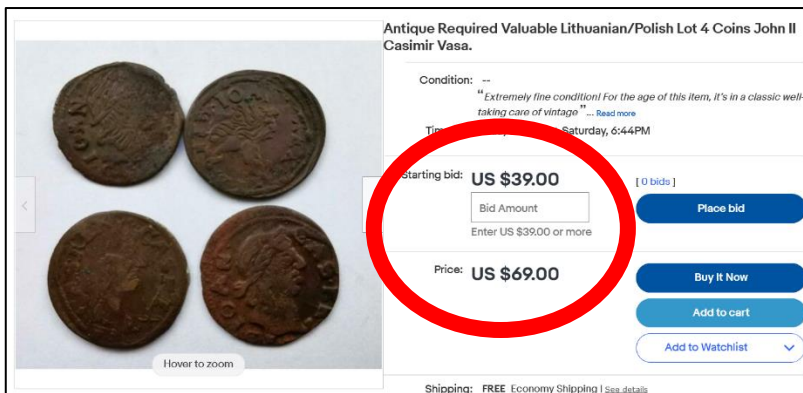 Antique Required Valuable Lithuanian/Polish Lot 4 Coins John II
Casimir Vasa.
Condition: --
“Extremely fine condition! For the age of this item, it's in a classic well-
taking care of vintage” ... Read more
Saturday, 6:44PM
Starting bid: US $39.00 [ 0 bids ]
Bid Amount
Place bid
Enter US $39.00 or more
Price: US $69.00
Buy It Now
Add to cart
Add to Watchlist
Hover to zoom
Shipping: FREE Economy Shipping | See details